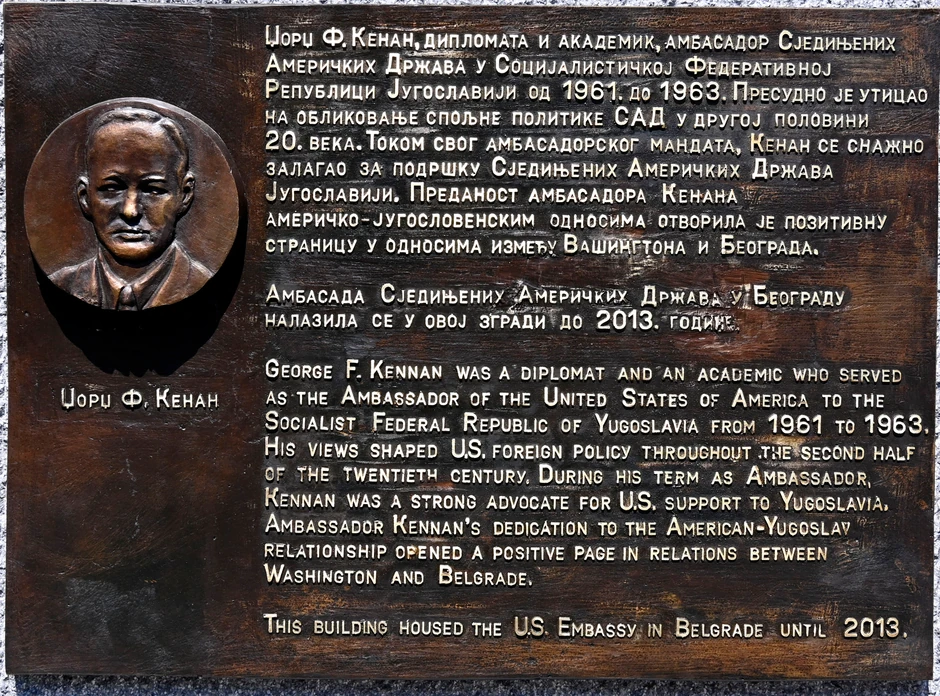 Џорџ Ф. Кенан
Џорџ Ф. Кенан, дипломата и академик, амбасадор Сједињених
Америчких Држава у Социјалистичкој Федеративној
Републици Југославији од 1961. до 1963. Пресудно је утицао
на обликовање спољне политике САД у другој половини
20. века. Током свог амбасадорског мандата, Кенан се снажно
залагао за подршку Сједињених Америчких Држава
Југославији. Преданост амбасадора Кенана
америчко-југословенским односима отворила је позитивну
страницу у односима између Вашингтона и Београда.
Амбасада Сједињених Америчких Држава у Београду
налазила се у овој згради до 2013. године.
George F. Kennan was a diplomat and an academic who served
as the Ambassador of the United States of America to the
Socialist Federal Republic of Yugoslavia from 1961 to 1963.
His views shaped U.S. foreign policy throughout the second half
of the twentieth century. During his term as Ambassador,
Kennan was a strong advocate for U.S. support to Yugoslavia.
Ambassador Kennan's dedication to the American-Yugoslav
relationship opened a positive page in relations between
Washington and Belgrade.
This building housed the U.S. Embassy in Belgrade until 2013.